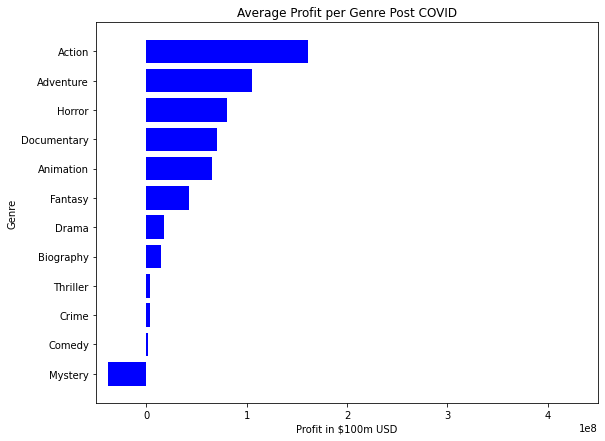 Average Profit per Genre Post COVID
Action
Adventure
Horror
Documentary
Animation
Fantasy
Drama
Biography
Thriller
Crime
Comedy
Mystery
Genre
0 1 2 3 4
1e8
Profit in $100m USD